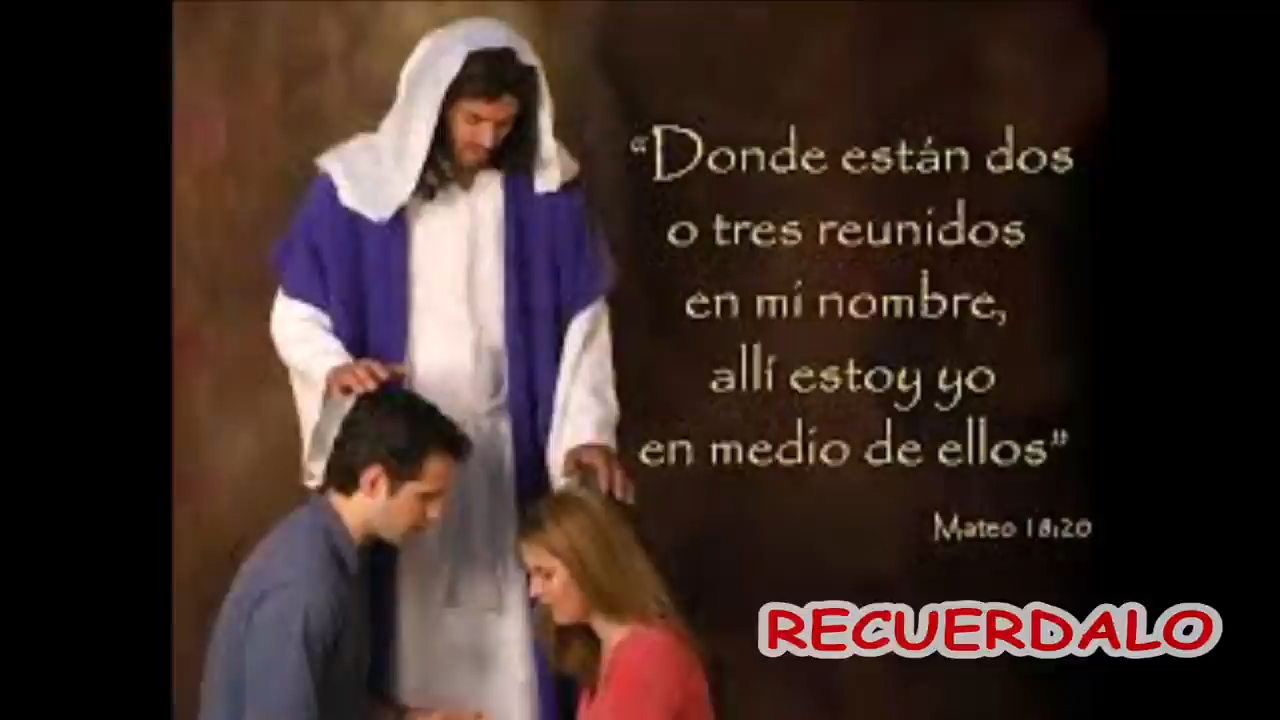 “Donde están dos
o tres reunidos
en mi nombre,
allí estoy yo
en medio de ellos”
Mateo 18:20
RECUERDALO